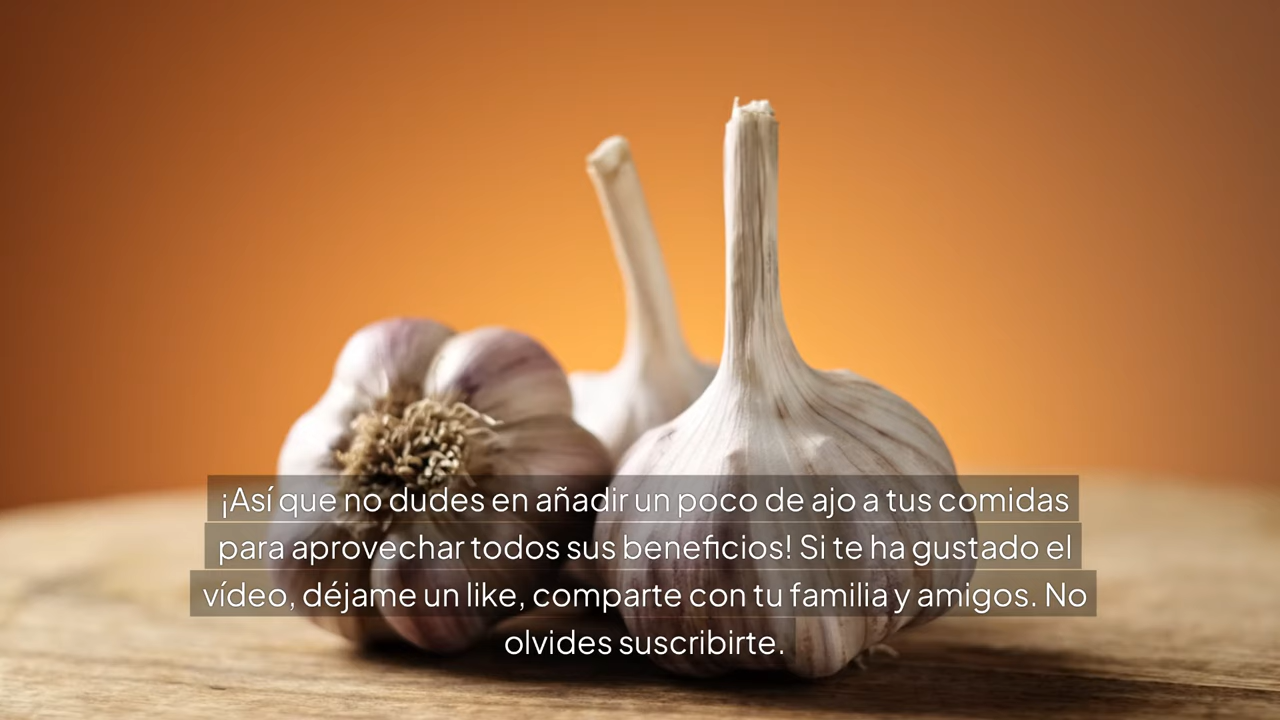 ¡Así que no dudes en añadir un poco de ajo a tus comidas
para aprovechar todos sus beneficios! Si te ha gustado el
vídeo, déjame un like, comparte con tu familia y amigos. No
olvides suscribirte.